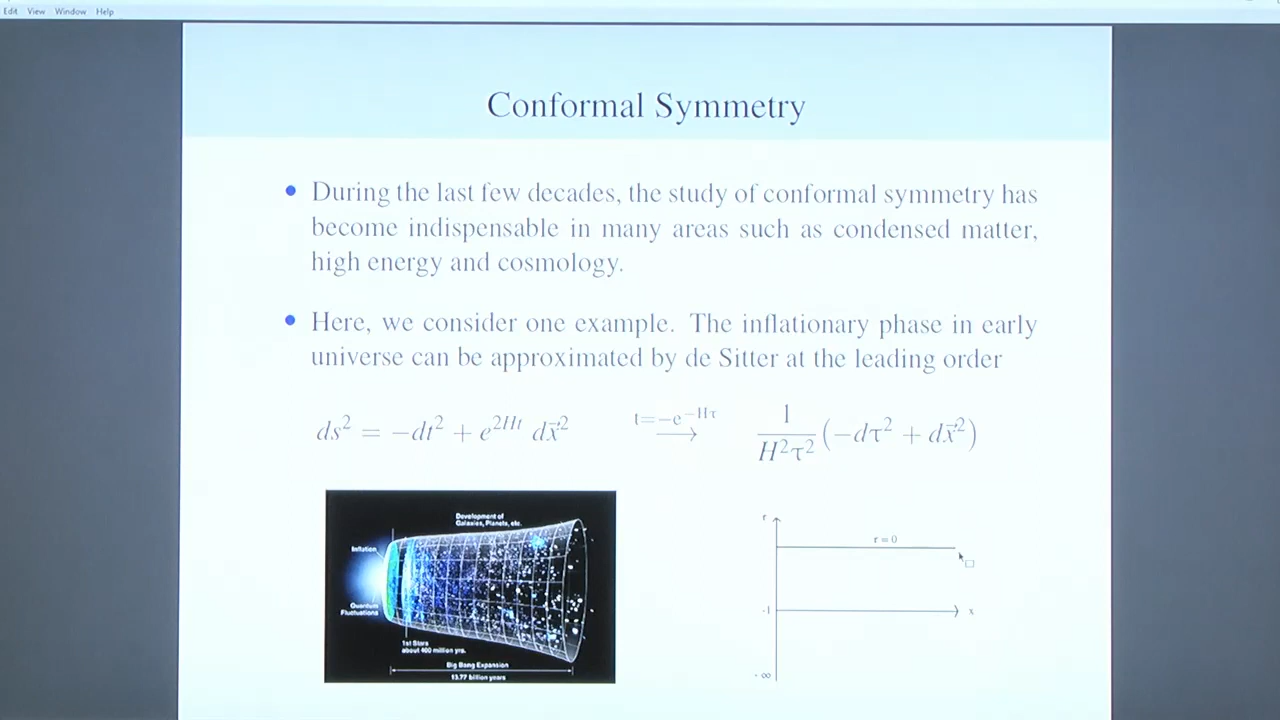 Edit View Window Help
Conformal Symmetry
• During the last few decades, the study of conformal symmetry has
become indispensable in many areas such as condensed matter,
high energy and cosmology.
• Here, we consider one example. The inflationary phase in early
universe can be approximated by de Sitter at the leading order
ds² = −dt² + e^{2Ht} dx⃗² t=−e^{−Hτ} ⟶ 1/(H²τ²) (−dτ² + dx⃗²)
Development of
Galaxies, Planets, etc.
Inflation
Quantum
Fluctuations
1st Stars
about 400 million yrs.
Big Bang Expansion
13.77 billion years
τ
τ = 0
-1 x
- ∞